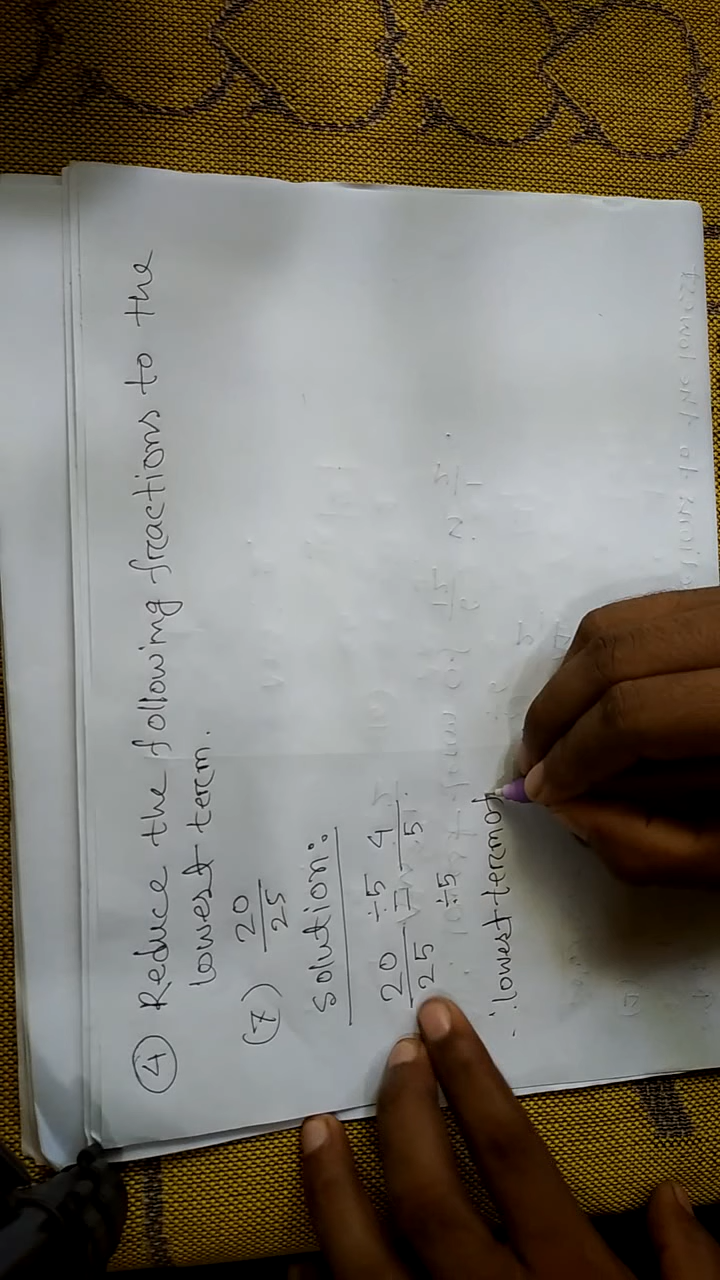 ④ Reduce the following fractions to the
lowest term.
(7) 20/25
Solution:
20 ÷5 / 25 ÷5 = 4/5.
∴ lowest term of